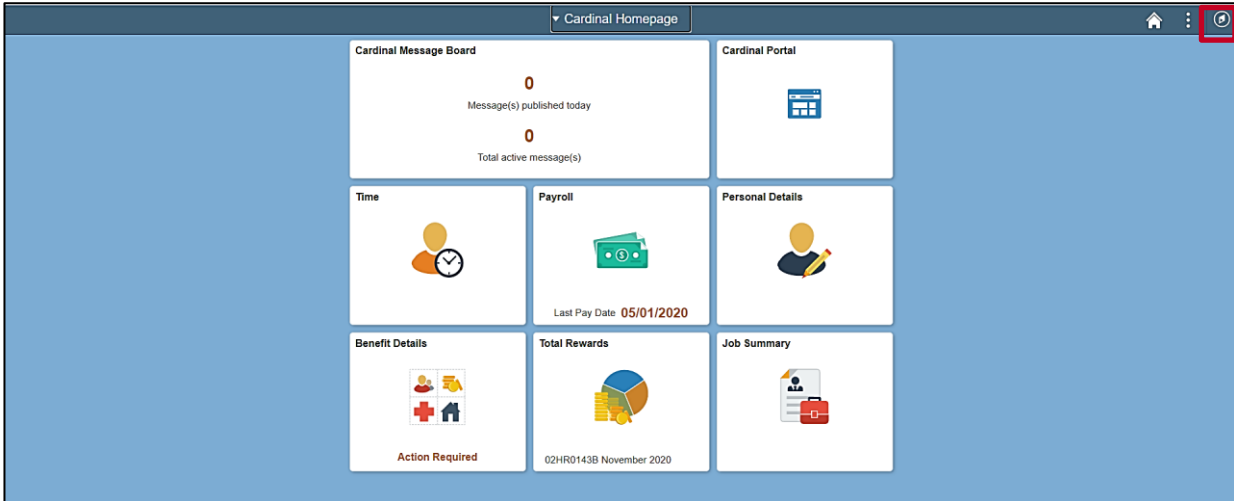 Cardinal Homepage
Cardinal Message Board
0
Message(s) published today
0
Total active message(s)
Cardinal Portal
Time
Payroll
Last Pay Date 05/01/2020
Personal Details
Benefit Details
Action Required
Total Rewards
02HR0143B November 2020
Job Summary